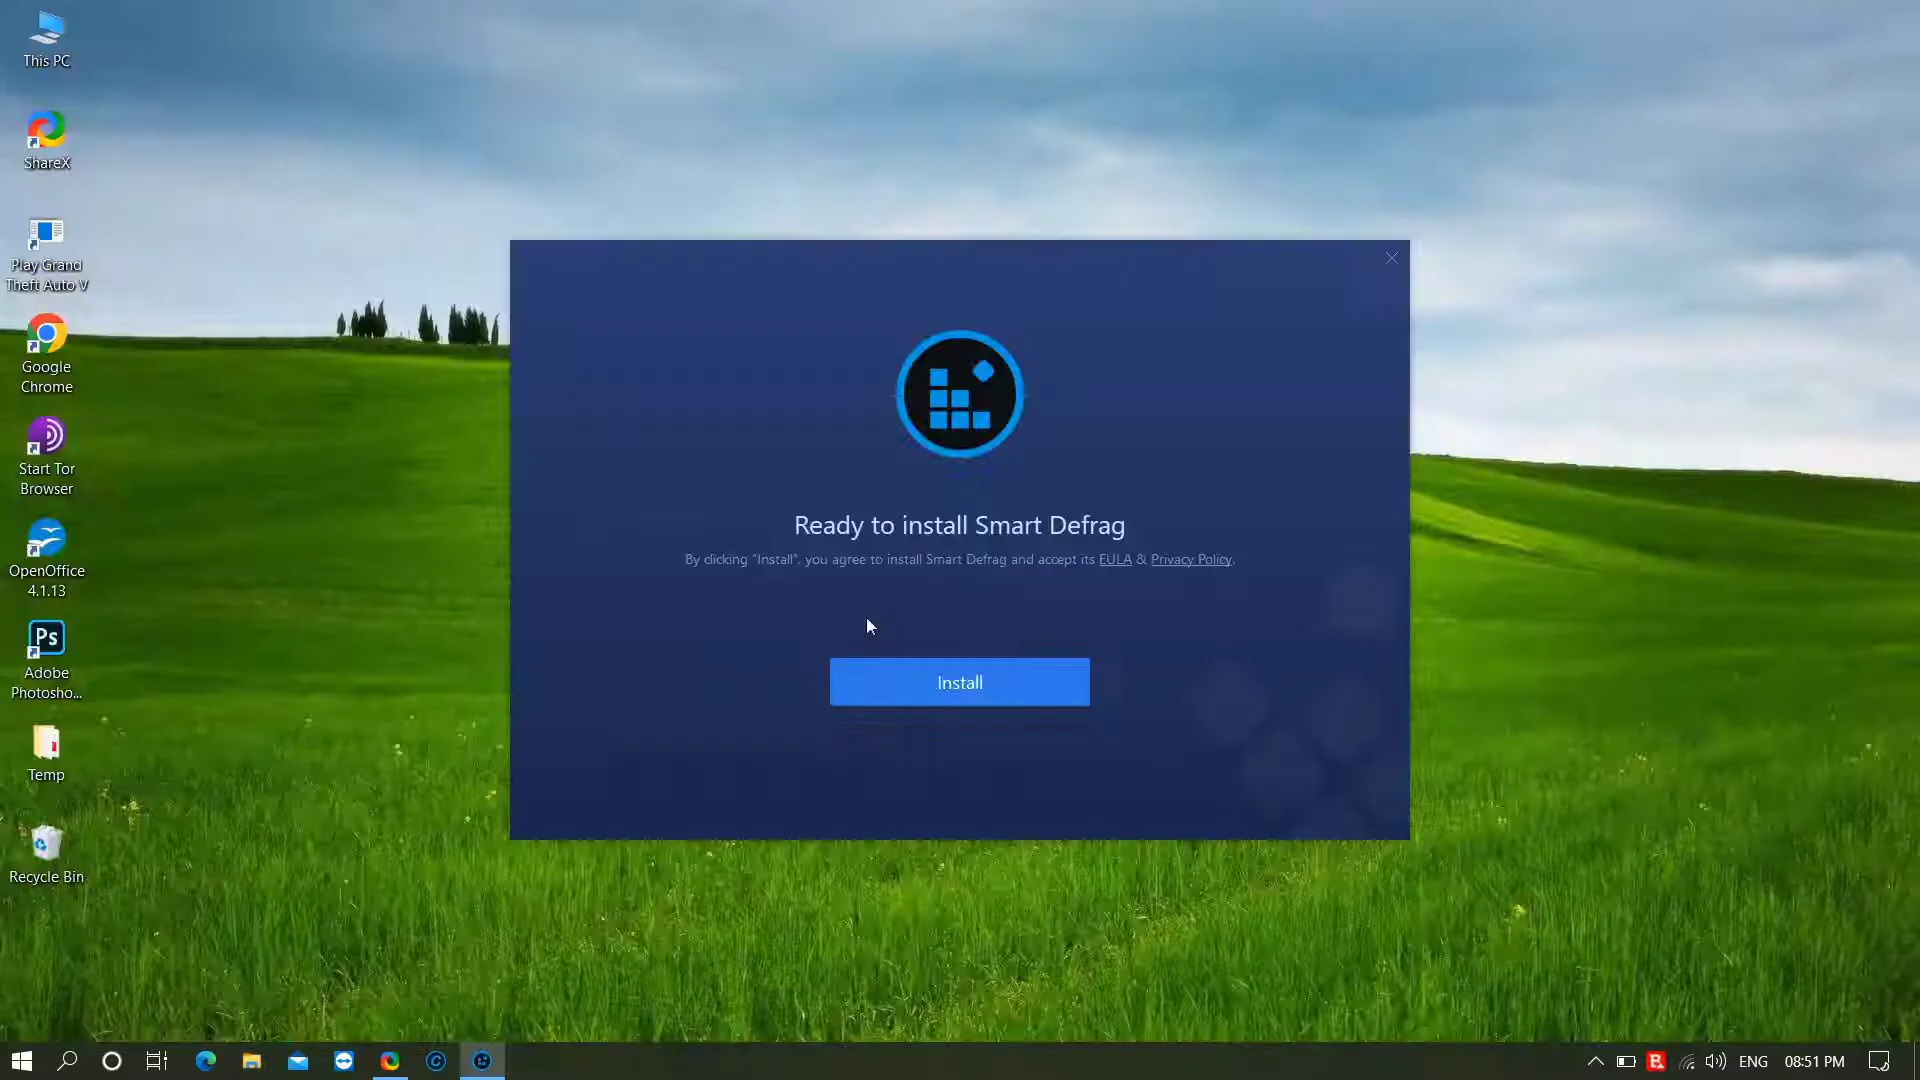 This PC
ShareX
Play Grand
Theft Auto V
Google
Chrome
Start Tor
Browser
OpenOffice
4.1.13
Ps
Adobe
Photosho...
Temp
Recycle Bin
Ready to install Smart Defrag
By clicking "Install", you agree to install Smart Defrag and accept its EULA & Privacy Policy.
Install
ENG
08:51 PM